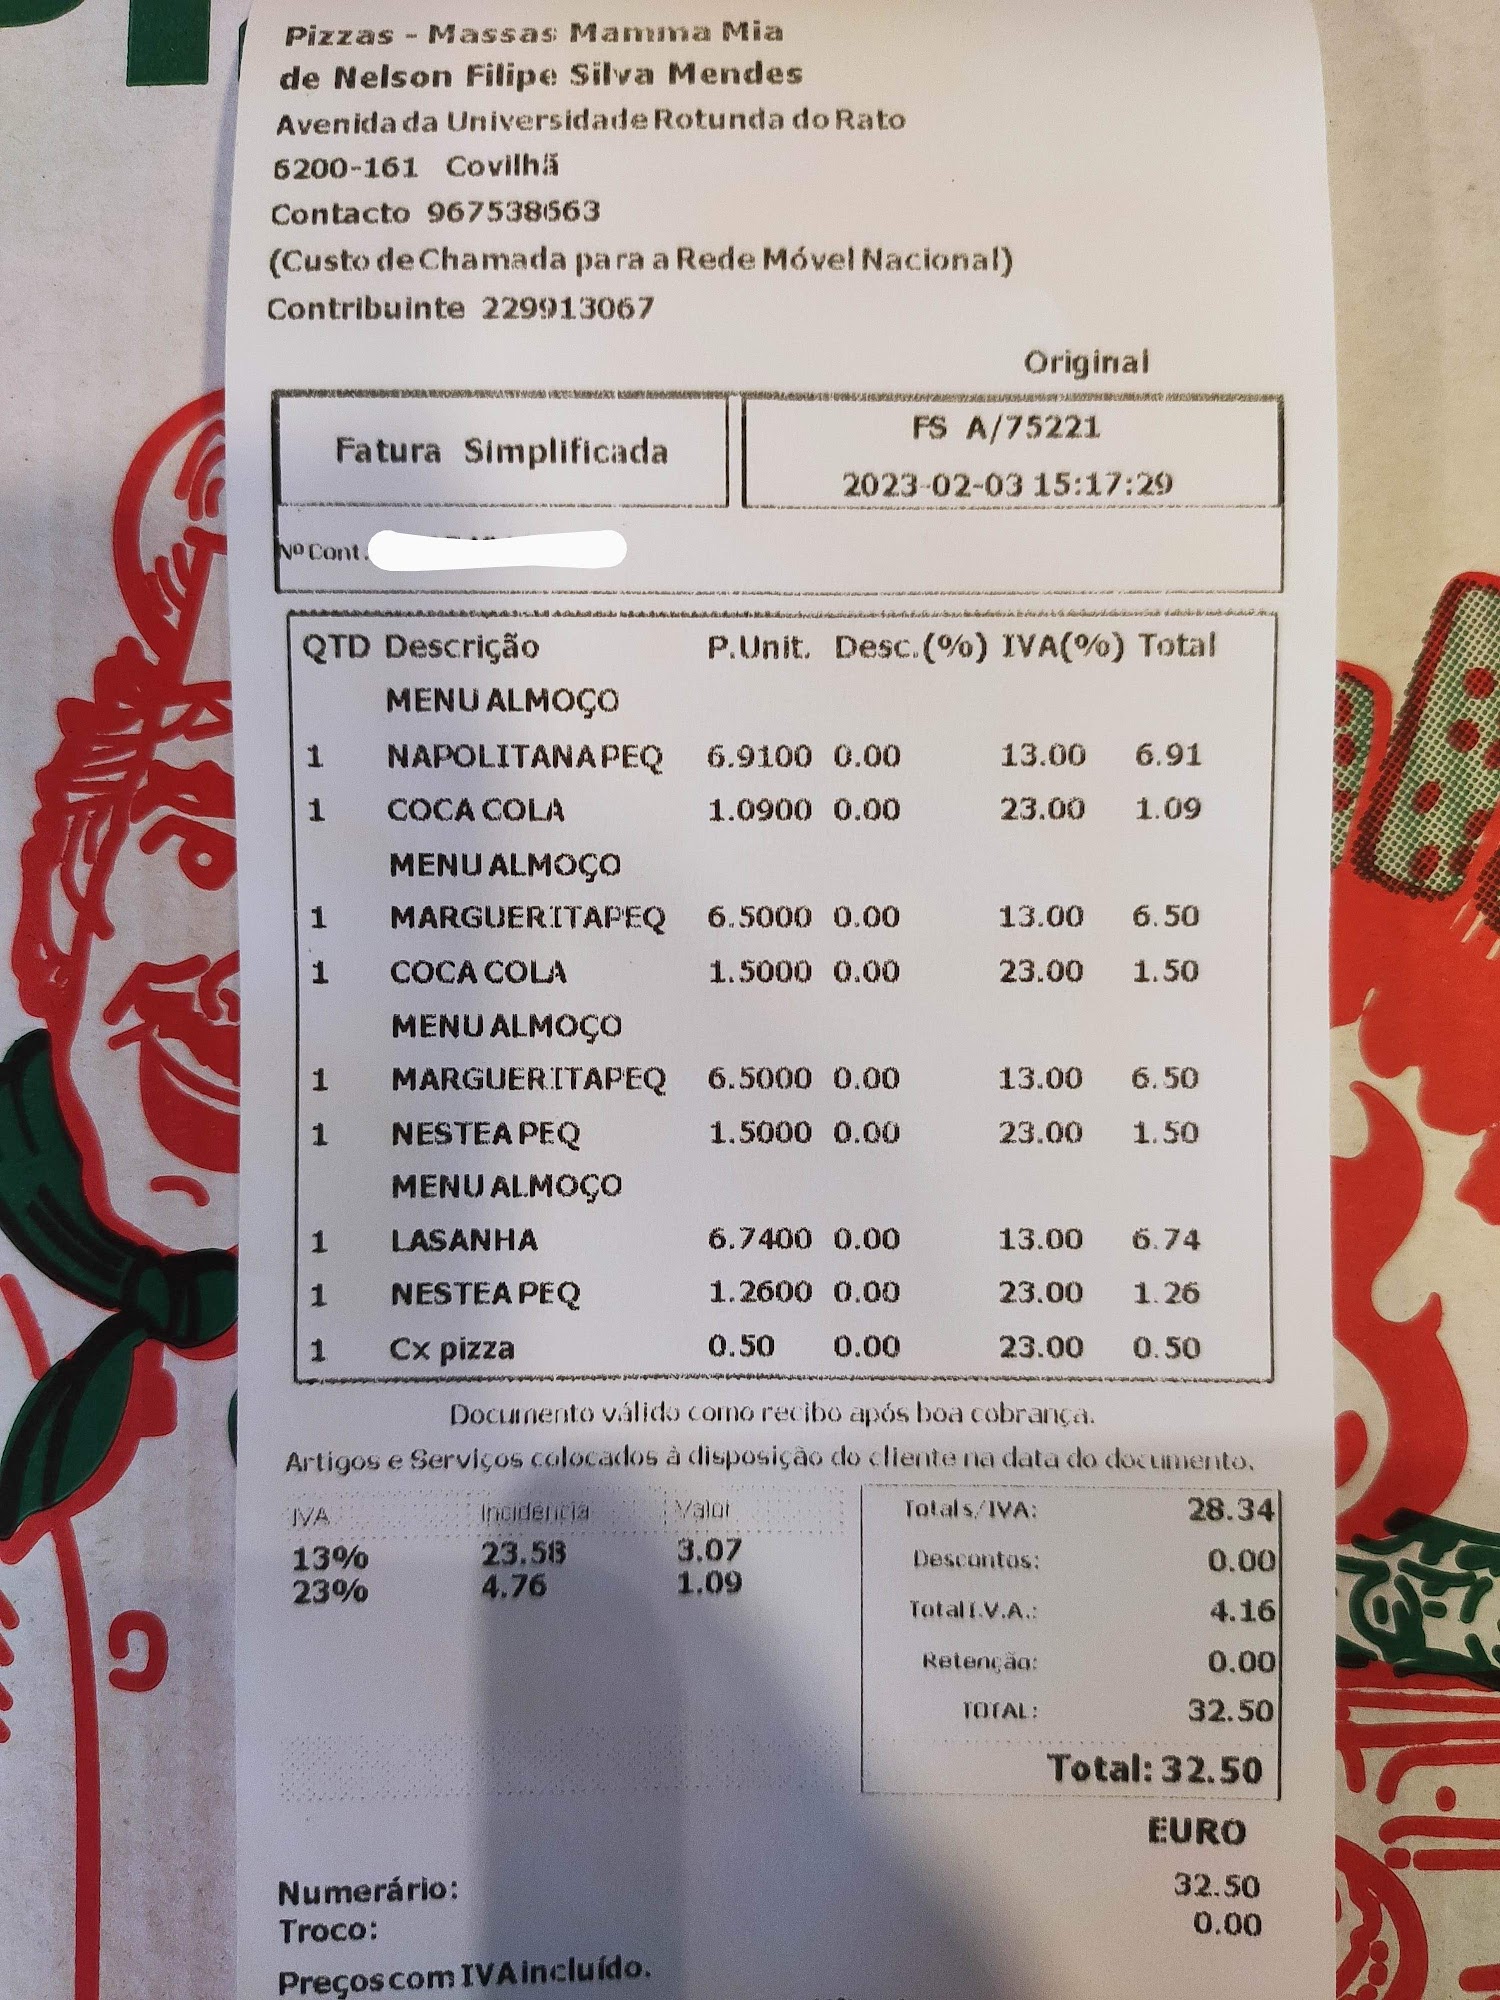 Pizzas - Massas Mamma Mia
de Nelson Filipe Silva Mendes
Avenida da Universidade Rotunda do Rato
6200-161 Covilhã
Contacto 967538663
(Custo de Chamada para a Rede Móvel Nacional)
Contribuinte 229913067
Original
Fatura Simplificada
FS A/75221
2023-02-03 15:17:29
Nº Cont.
QTD Descrição P.Unit. Desc.(%) IVA(%) Total
MENU ALMOÇO
1 NAPOLITANA PEQ 6.9100 0.00 13.00 6.91
1 COCA COLA 1.0900 0.00 23.00 1.09
MENU ALMOÇO
1 MARGUERITA PEQ 6.5000 0.00 13.00 6.50
1 COCA COLA 1.5000 0.00 23.00 1.50
MENU ALMOÇO
1 MARGUERITA PEQ 6.5000 0.00 13.00 6.50
1 NESTEA PEQ 1.5000 0.00 23.00 1.50
MENU ALMOÇO
1 LASANHA 6.7400 0.00 13.00 6.74
1 NESTEA PEQ 1.2600 0.00 23.00 1.26
1 Cx pizza 0.50 0.00 23.00 0.50
Documento válido como recibo após boa cobrança.
Artigos e Serviços colocados à disposição do cliente na data do documento.
IVA Incidência Valor
13% 23.58 3.07
23% 4.76 1.09
Total s/IVA: 28.34
Descontos: 0.00
Total I.V.A.: 4.16
Retenção: 0.00
TOTAL: 32.50
Total: 32.50
EURO
Numerário: 32.50
Troco: 0.00
Preços com IVA incluído.